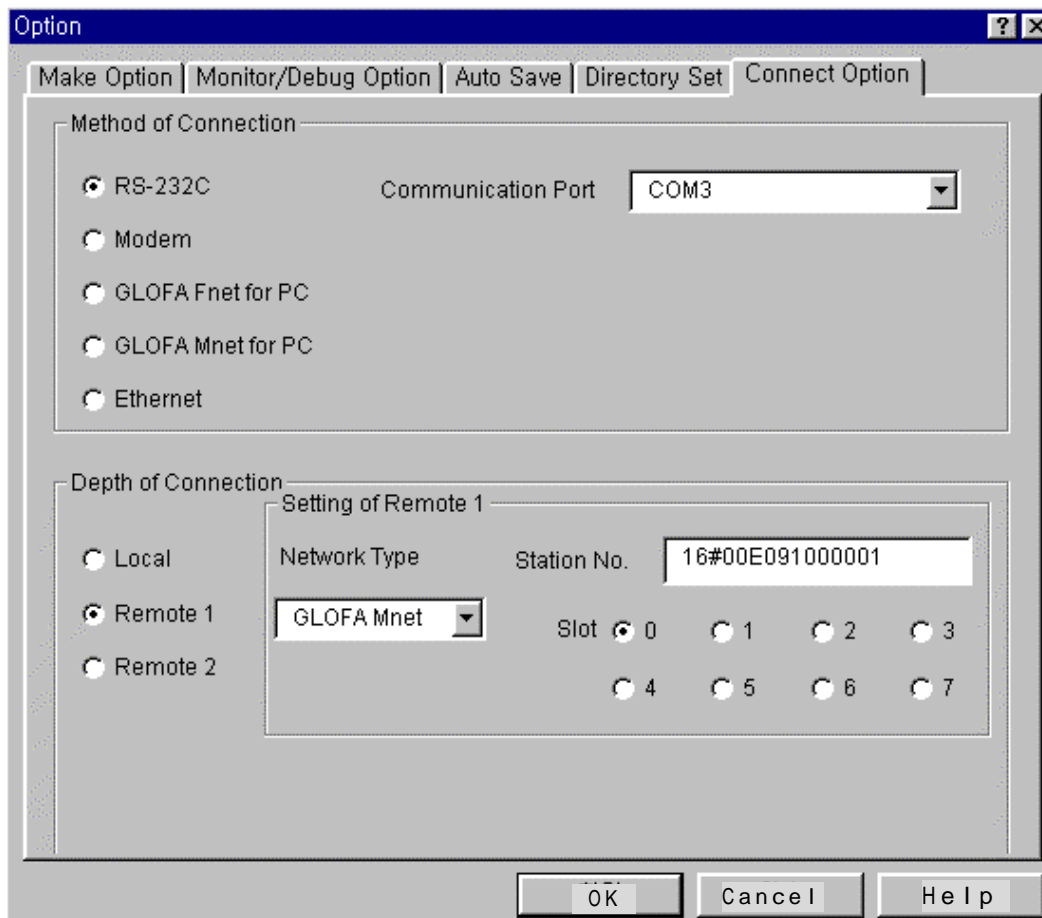 Option
Make Option Monitor/Debug Option Auto Save Directory Set Connect Option
Method of Connection
RS-232C Communication Port COM3
Modem
GLOFA Fnet for PC
GLOFA Mnet for PC
Ethernet
Depth of Connection
Setting of Remote 1
Local Network Type Station No. 16#00E091000001
Remote 1 GLOFA Mnet Slot 0 1 2 3
Remote 2 4 5 6 7
OK Cancel Help